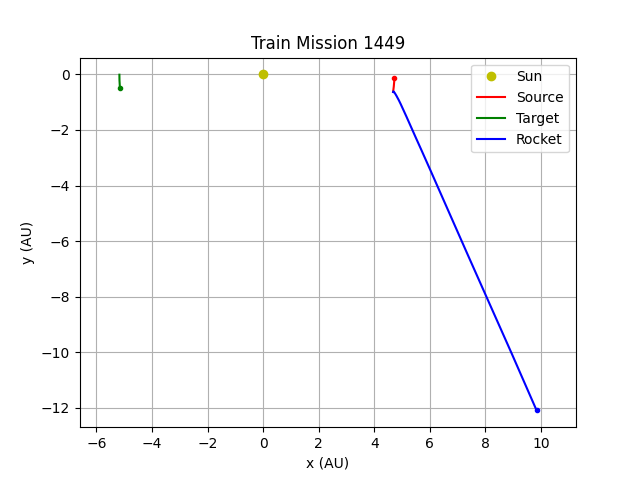 Train Mission 1449
Sun
Source
Target
Rocket
0
−2
−4
−6
−8
−10
−12
y (AU)
−6
−4
−2
0
2
4
6
8
10
x (AU)